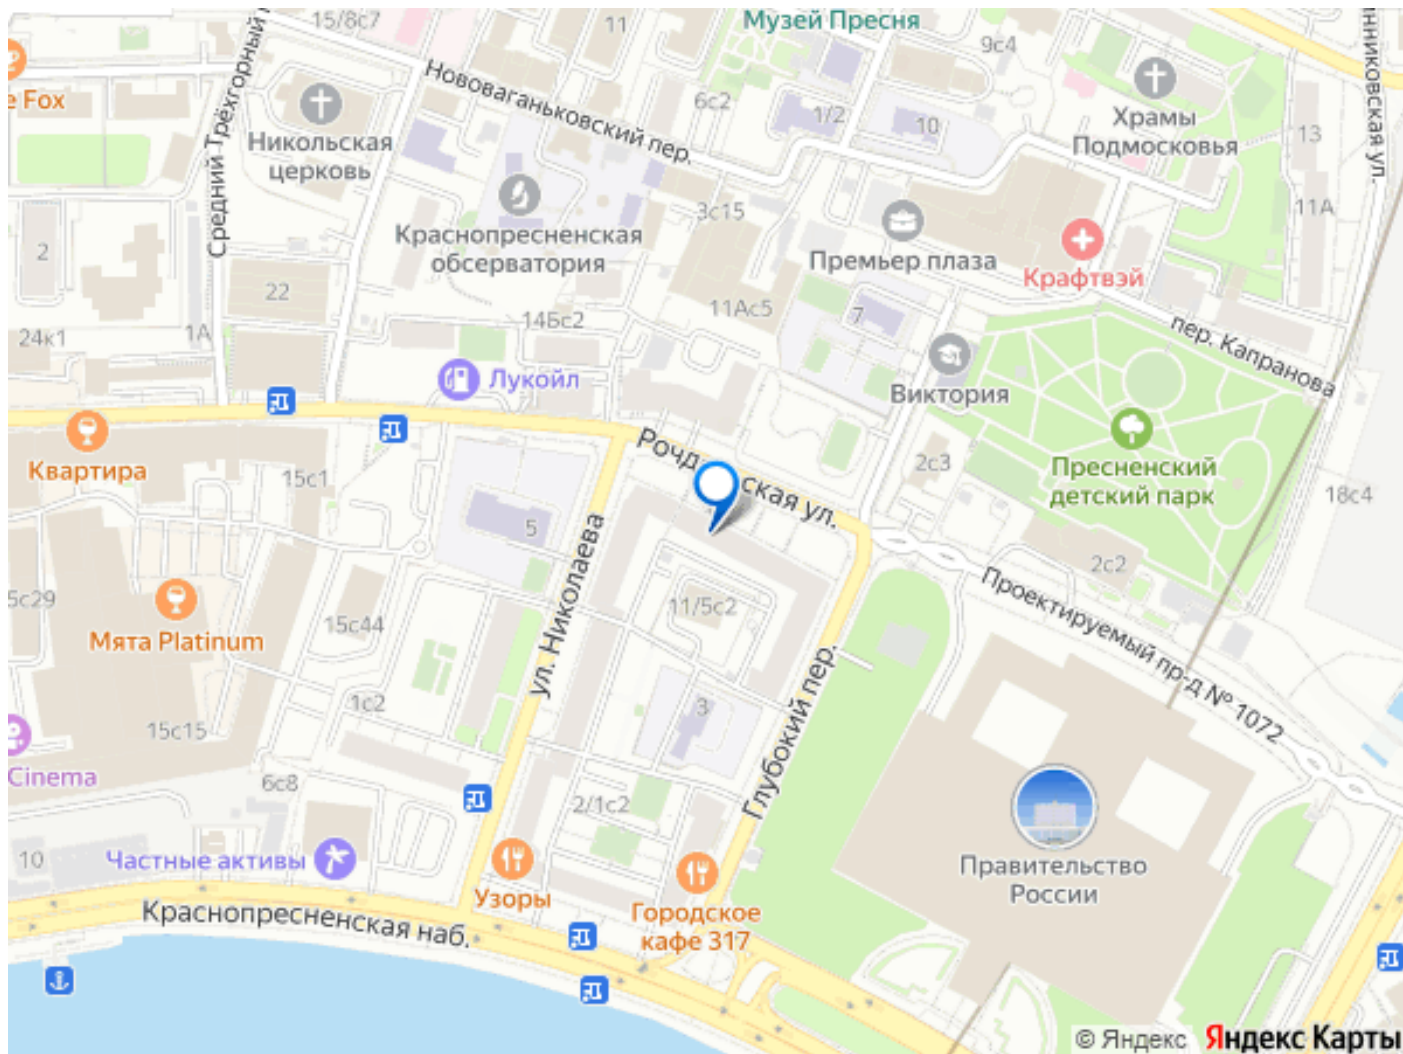 15/8с7
11
Музей Пресня
9с4
e Fox
Нововаганьковский пер.
6с2
1/2
10
Храмы
Подмосковья
13
нниковская ул.
Средний Трёхгорный
Никольская
церковь
11А
3с15
2
Краснопресненская
обсерватория
Премьер плаза
Крафтвэй
22
14Бс2
11Ас5
7
24к1
1А
пер. Капранова
Лукойл
Виктория
Квартира
15с1
Рочд
ская ул.
2с3
Пресненский
детский парк
18с4
5
ул. Николаева
2с2
5с29
11/5с2
Проектируемый пр-д № 1072
Мята Platinum
15с44
1с2
3
15с15
Глубокий пер.
Cinema
6с8
2/1с2
10
Частные активы
Правительство
России
Узоры
Городское
кафе 317
Краснопресненская наб.
© Яндекс Яндекс Карты